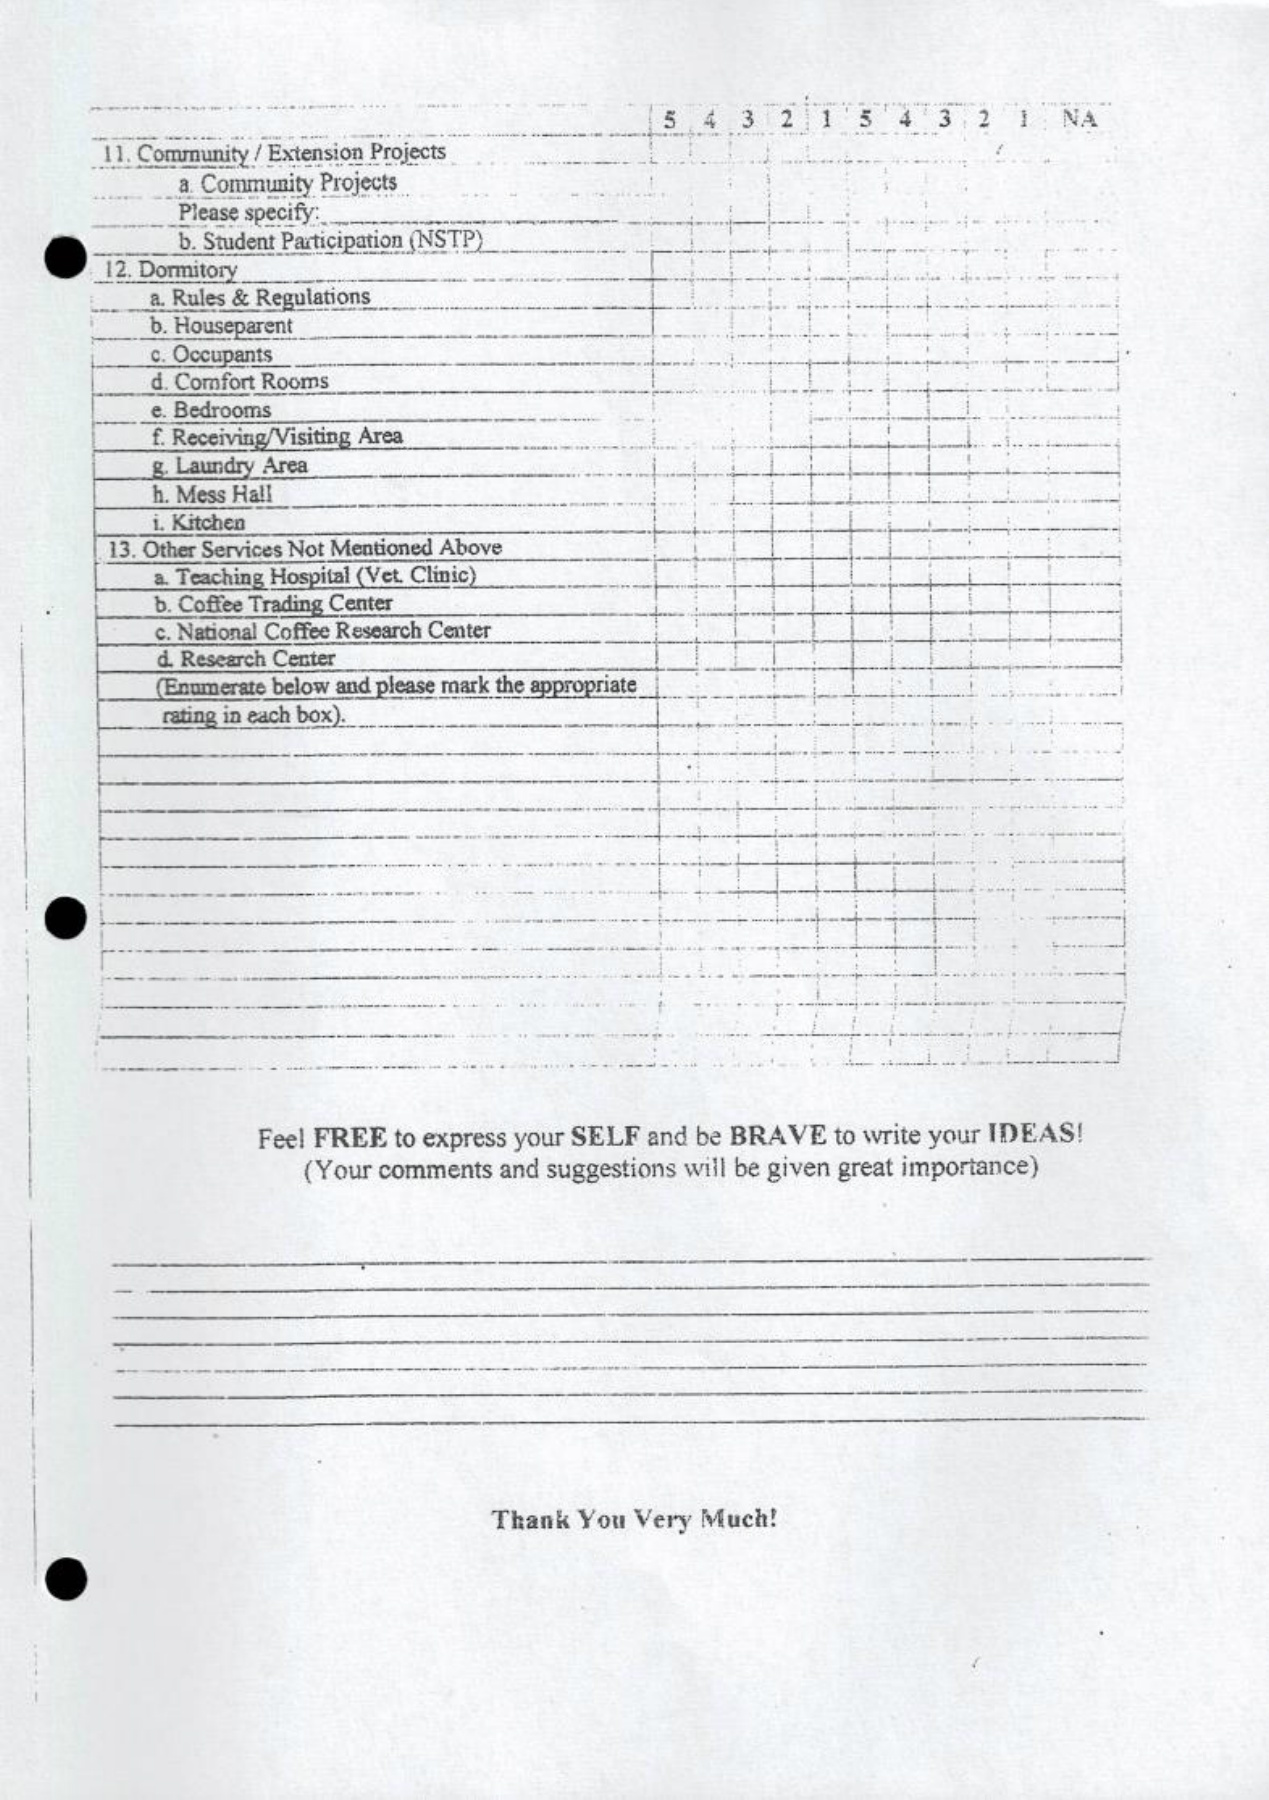 5 4 3 2 1 5 4 3 2 1 NA
11. Community / Extension Projects
a. Community Projects
Please specify:
b. Student Participation (NSTP)
12. Dormitory
a. Rules & Regulations
b. Houseparent
c. Occupants
d. Comfort Rooms
e. Bedrooms
f. Receiving/Visiting Area
g. Laundry Area
h. Mess Hall
i. Kitchen
13. Other Services Not Mentioned Above
a. Teaching Hospital (Vet. Clinic)
b. Coffee Trading Center
c. National Coffee Research Center
d. Research Center
(Enumerate below and please mark the appropriate
rating in each box).
Feel FREE to express your SELF and be BRAVE to write your IDEAS!
(Your comments and suggestions will be given great importance)
Thank You Very Much!